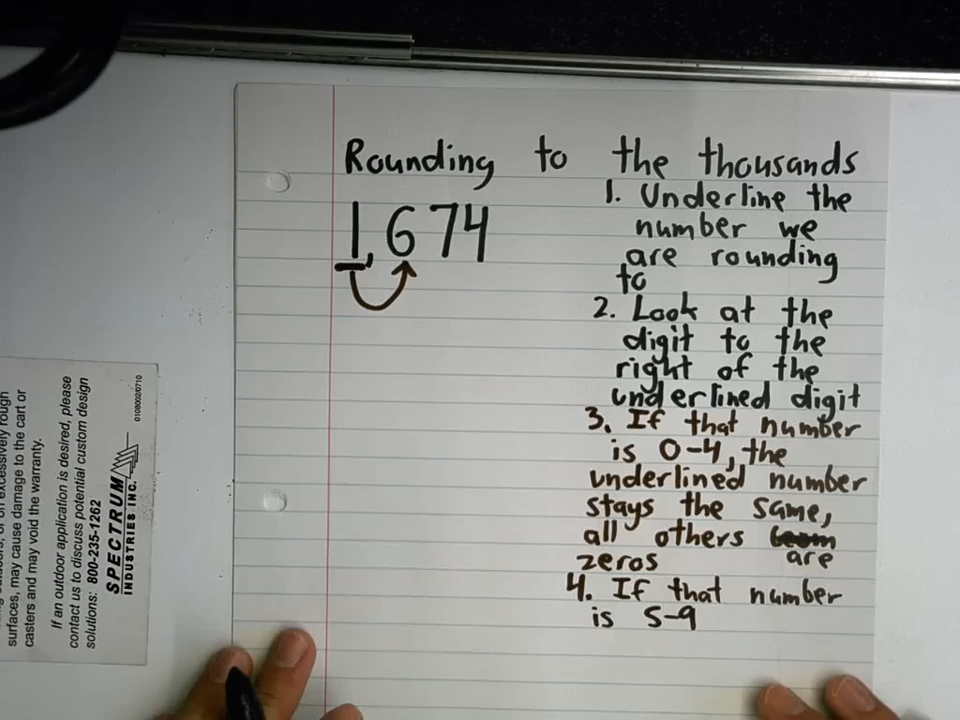 Rounding to the thousands
1,674
1. Underline the
number we
are rounding
to
2. Look at the
digit to the
right of the
underlined digit
3. If that number
is 0-4, the
underlined number
stays the same,
all others are
zeros
4. If that number
is 5-9
surfaces, may cause damage to the cart or
casters and may void the warranty.
If an outdoor application is desired, please
contact us to discuss potential custom design
solutions: 800-235-1262
SPECTRUM
INDUSTRIES INC.